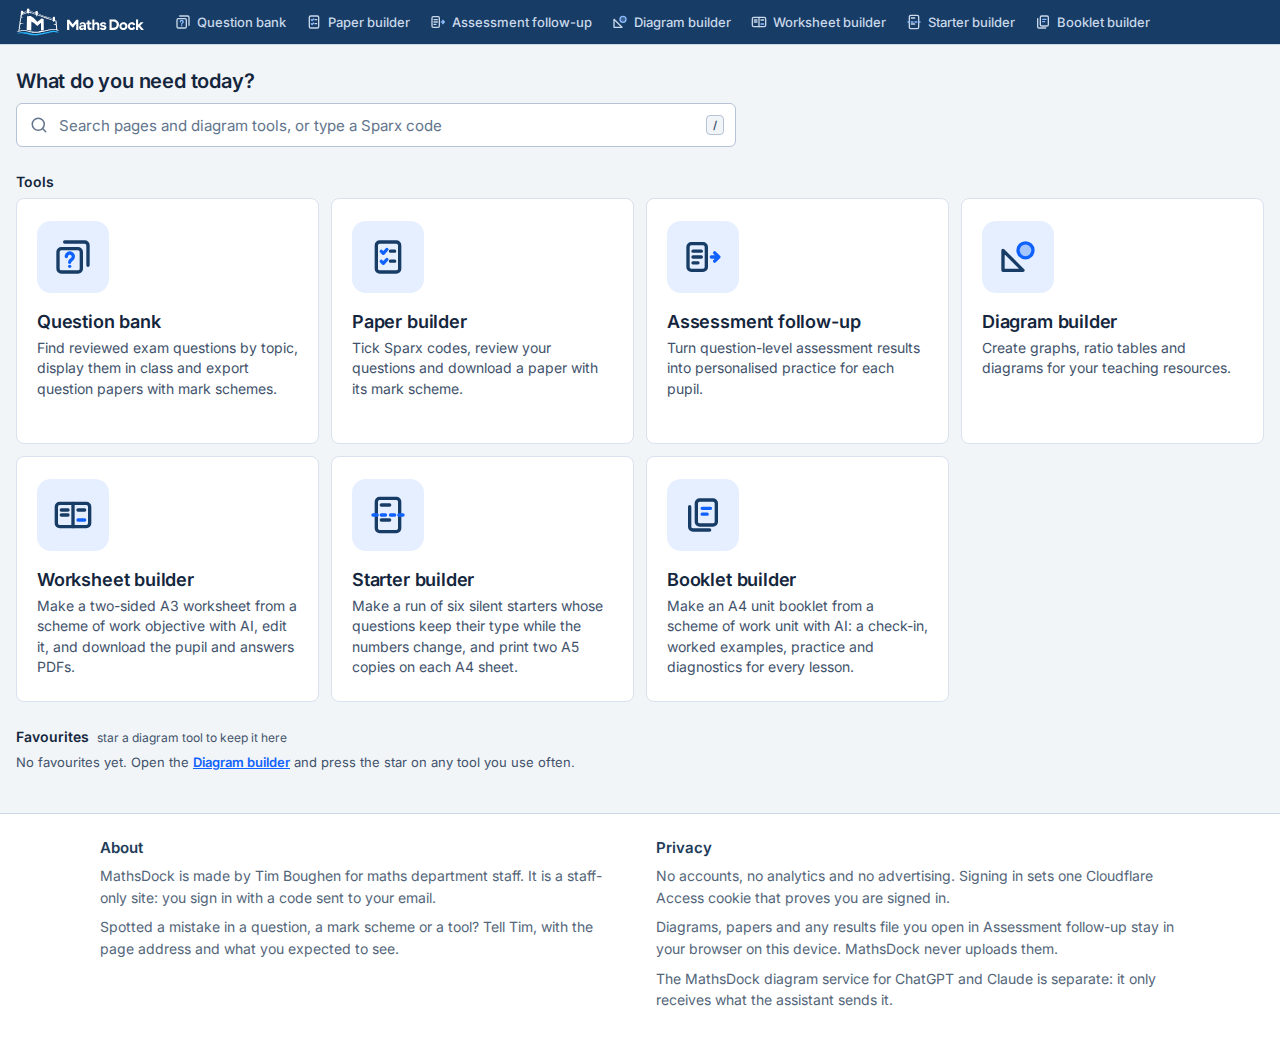 Maths Dock
Question bank
Paper builder
Assessment follow-up
Diagram builder
Worksheet builder
Starter builder
Booklet builder
What do you need today?
Search pages and diagram tools, or type a Sparx code
/
Tools
?
Question bank
Find reviewed exam questions by topic,
display them in class and export
question papers with mark schemes.
Paper builder
Tick Sparx codes, review your
questions and download a paper with
its mark scheme.
Assessment follow-up
Turn question-level assessment results
into personalised practice for each
pupil.
Diagram builder
Create graphs, ratio tables and
diagrams for your teaching resources.
Worksheet builder
Make a two-sided A3 worksheet from a
scheme of work objective with AI, edit
it, and download the pupil and answers
PDFs.
Starter builder
Make a run of six silent starters whose
questions keep their type while the
numbers change, and print two A5
copies on each A4 sheet.
Booklet builder
Make an A4 unit booklet from a
scheme of work unit with AI: a check-in,
worked examples, practice and
diagnostics for every lesson.
Favourites star a diagram tool to keep it here
No favourites yet. Open the Diagram builder and press the star on any tool you use often.
About
MathsDock is made by Tim Boughen for maths department staff. It is a staff-
only site: you sign in with a code sent to your email.
Spotted a mistake in a question, a mark scheme or a tool? Tell Tim, with the
page address and what you expected to see.
Privacy
No accounts, no analytics and no advertising. Signing in sets one Cloudflare
Access cookie that proves you are signed in.
Diagrams, papers and any results file you open in Assessment follow-up stay in
your browser on this device. MathsDock never uploads them.
The MathsDock diagram service for ChatGPT and Claude is separate: it only
receives what the assistant sends it.